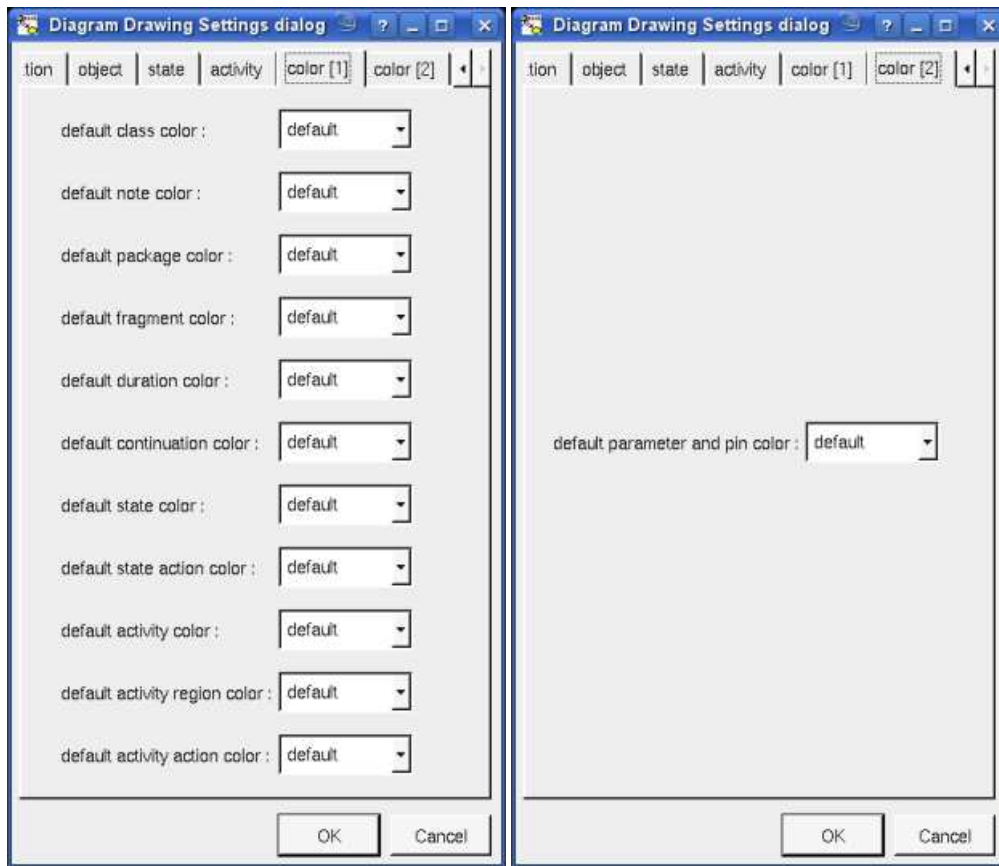 Diagram Drawing Settings dialog
tion object state activity color [1] color [2]
default class color : default
default note color : default
default package color : default
default fragment color : default
default duration color : default
default continuation color : default
default state color : default
default state action color : default
default activity color : default
default activity region color : default
default activity action color : default
OK Cancel
Diagram Drawing Settings dialog
tion object state activity color [1] color [2]
default parameter and pin color : default
OK Cancel